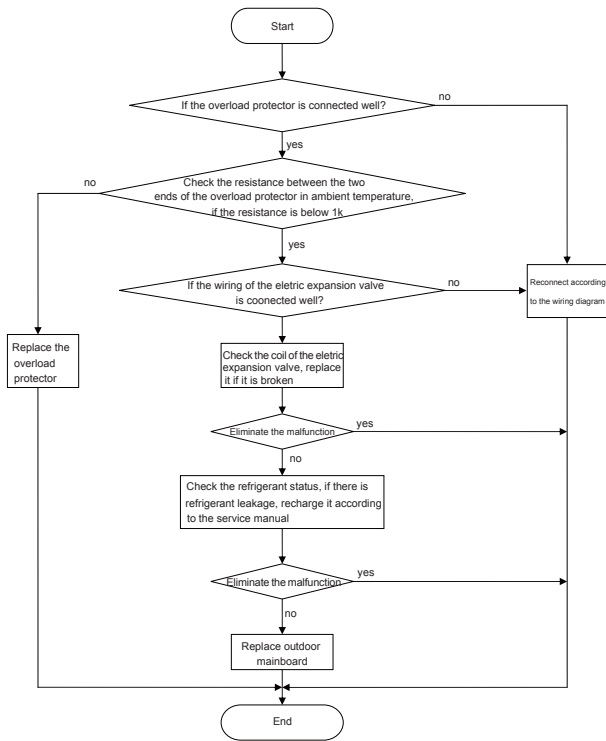 Start
If the overload protector is connected well?
no
yes
Check the resistance between the two
ends of the overload protector in ambient temperature,
if the resistance is below 1k
no
yes
If the wiring of the eletric expansion valve
is coonected well?
no
Reconnect according
to the wiring diagram
Replace the
overload
protector
Check the coil of the eletric
expansion valve, replace
it if it is broken
Eliminate the malfunction
yes
no
Check the refrigerant status, if there is
refrigerant leakage, recharge it according
to the service manual
Eliminate the malfunction
yes
no
Replace outdoor
mainboard
End